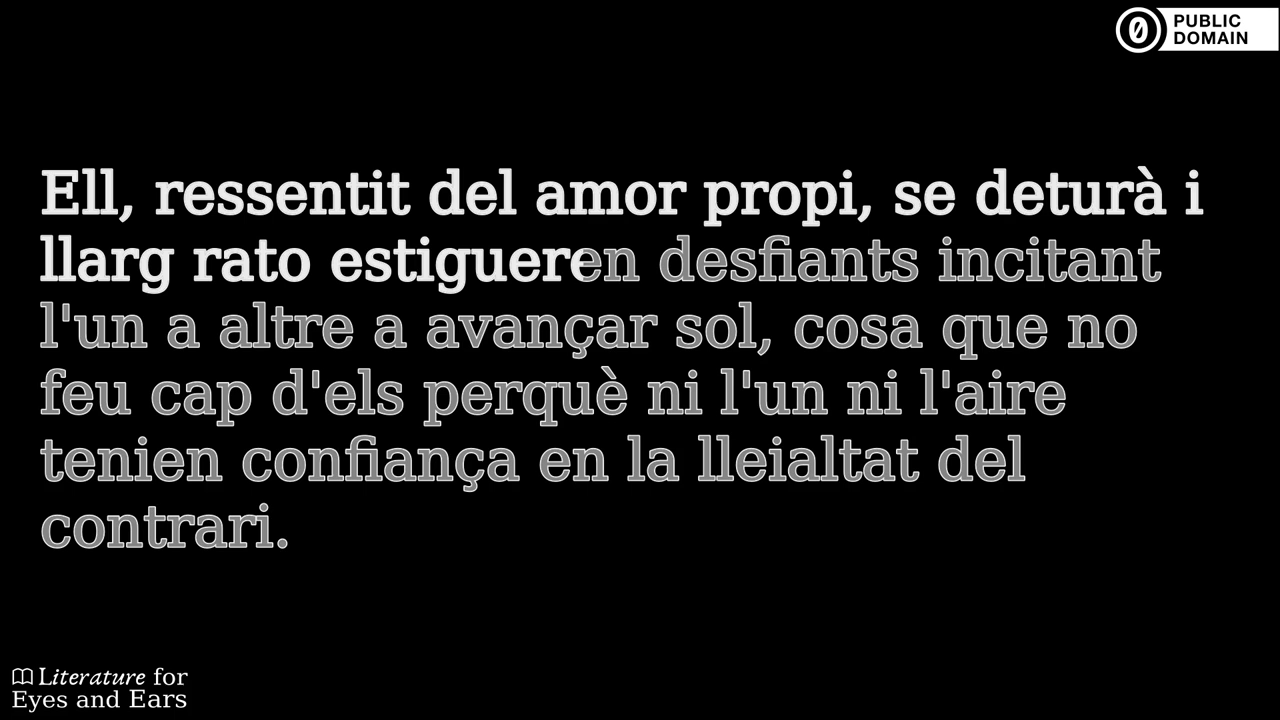 PUBLIC
DOMAIN
Ell, ressentit del amor propi, se deturà i
llarg rato estigueren desfiants incitant
l'un a altre a avançar sol, cosa que no
feu cap d'els perquè ni l'un ni l'aire
tenien confiança en la lleialtat del
contrari.
Literature for
Eyes and Ears